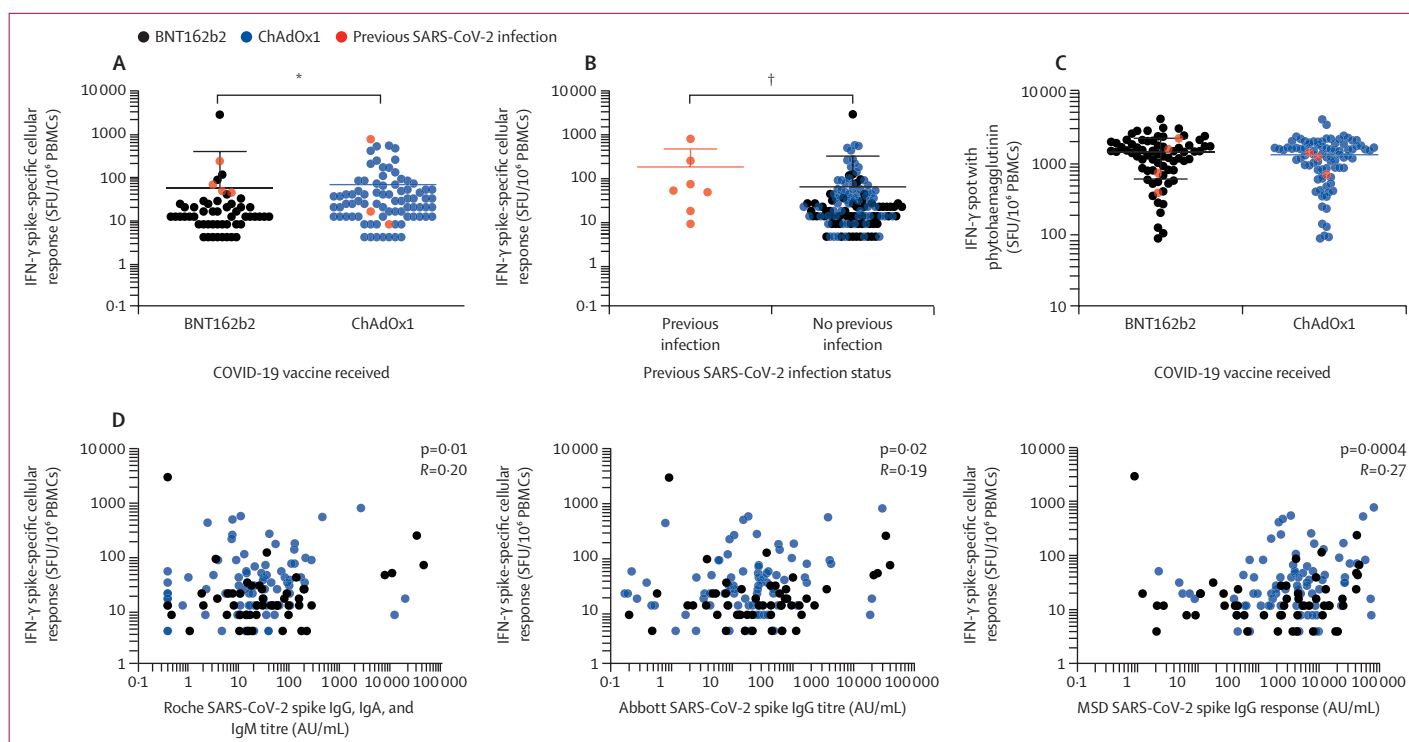 BNT162b2 ChAdOx1 Previous SARS-CoV-2 infection
A
*
IFN-γ spike-specific cellular
response (SFU/10⁶ PBMCs)
10 000
1000
100
10
1
0·1
BNT162b2 ChAdOx1
COVID-19 vaccine received
B
†
IFN-γ spike-specific cellular
response (SFU/10⁶ PBMCs)
10 000
1000
100
10
1
0·1
Previous
infection
No previous
infection
Previous SARS-CoV-2 infection status
C
IFN-γ spot with
phytohaemagglutinin
(SFU/10⁶ PBMCs)
10 000
1000
100
10
BNT162b2 ChAdOx1
COVID-19 vaccine received
D
IFN-γ spike-specific cellular
response (SFU/10⁶ PBMCs)
10 000
1000
100
10
1
p=0·01
R=0·20
0·1 1 10 100 1000 10 000 100 000
Roche SARS-CoV-2 spike IgG, IgA, and
IgM titre (AU/mL)
IFN-γ spike-specific cellular
response (SFU/10⁶ PBMCs)
10 000
1000
100
10
1
p=0·02
R=0·19
0·1 1 10 100 1000 10 000 100 000
Abbott SARS-CoV-2 spike IgG titre (AU/mL)
IFN-γ spike-specific cellular
response (SFU/10⁶ PBMCs)
10 000
1000
100
10
1
p=0·0004
R=0·27
0·1 1 10 100 1000 10 000 100 000
MSD SARS-CoV-2 spike IgG response (AU/mL)